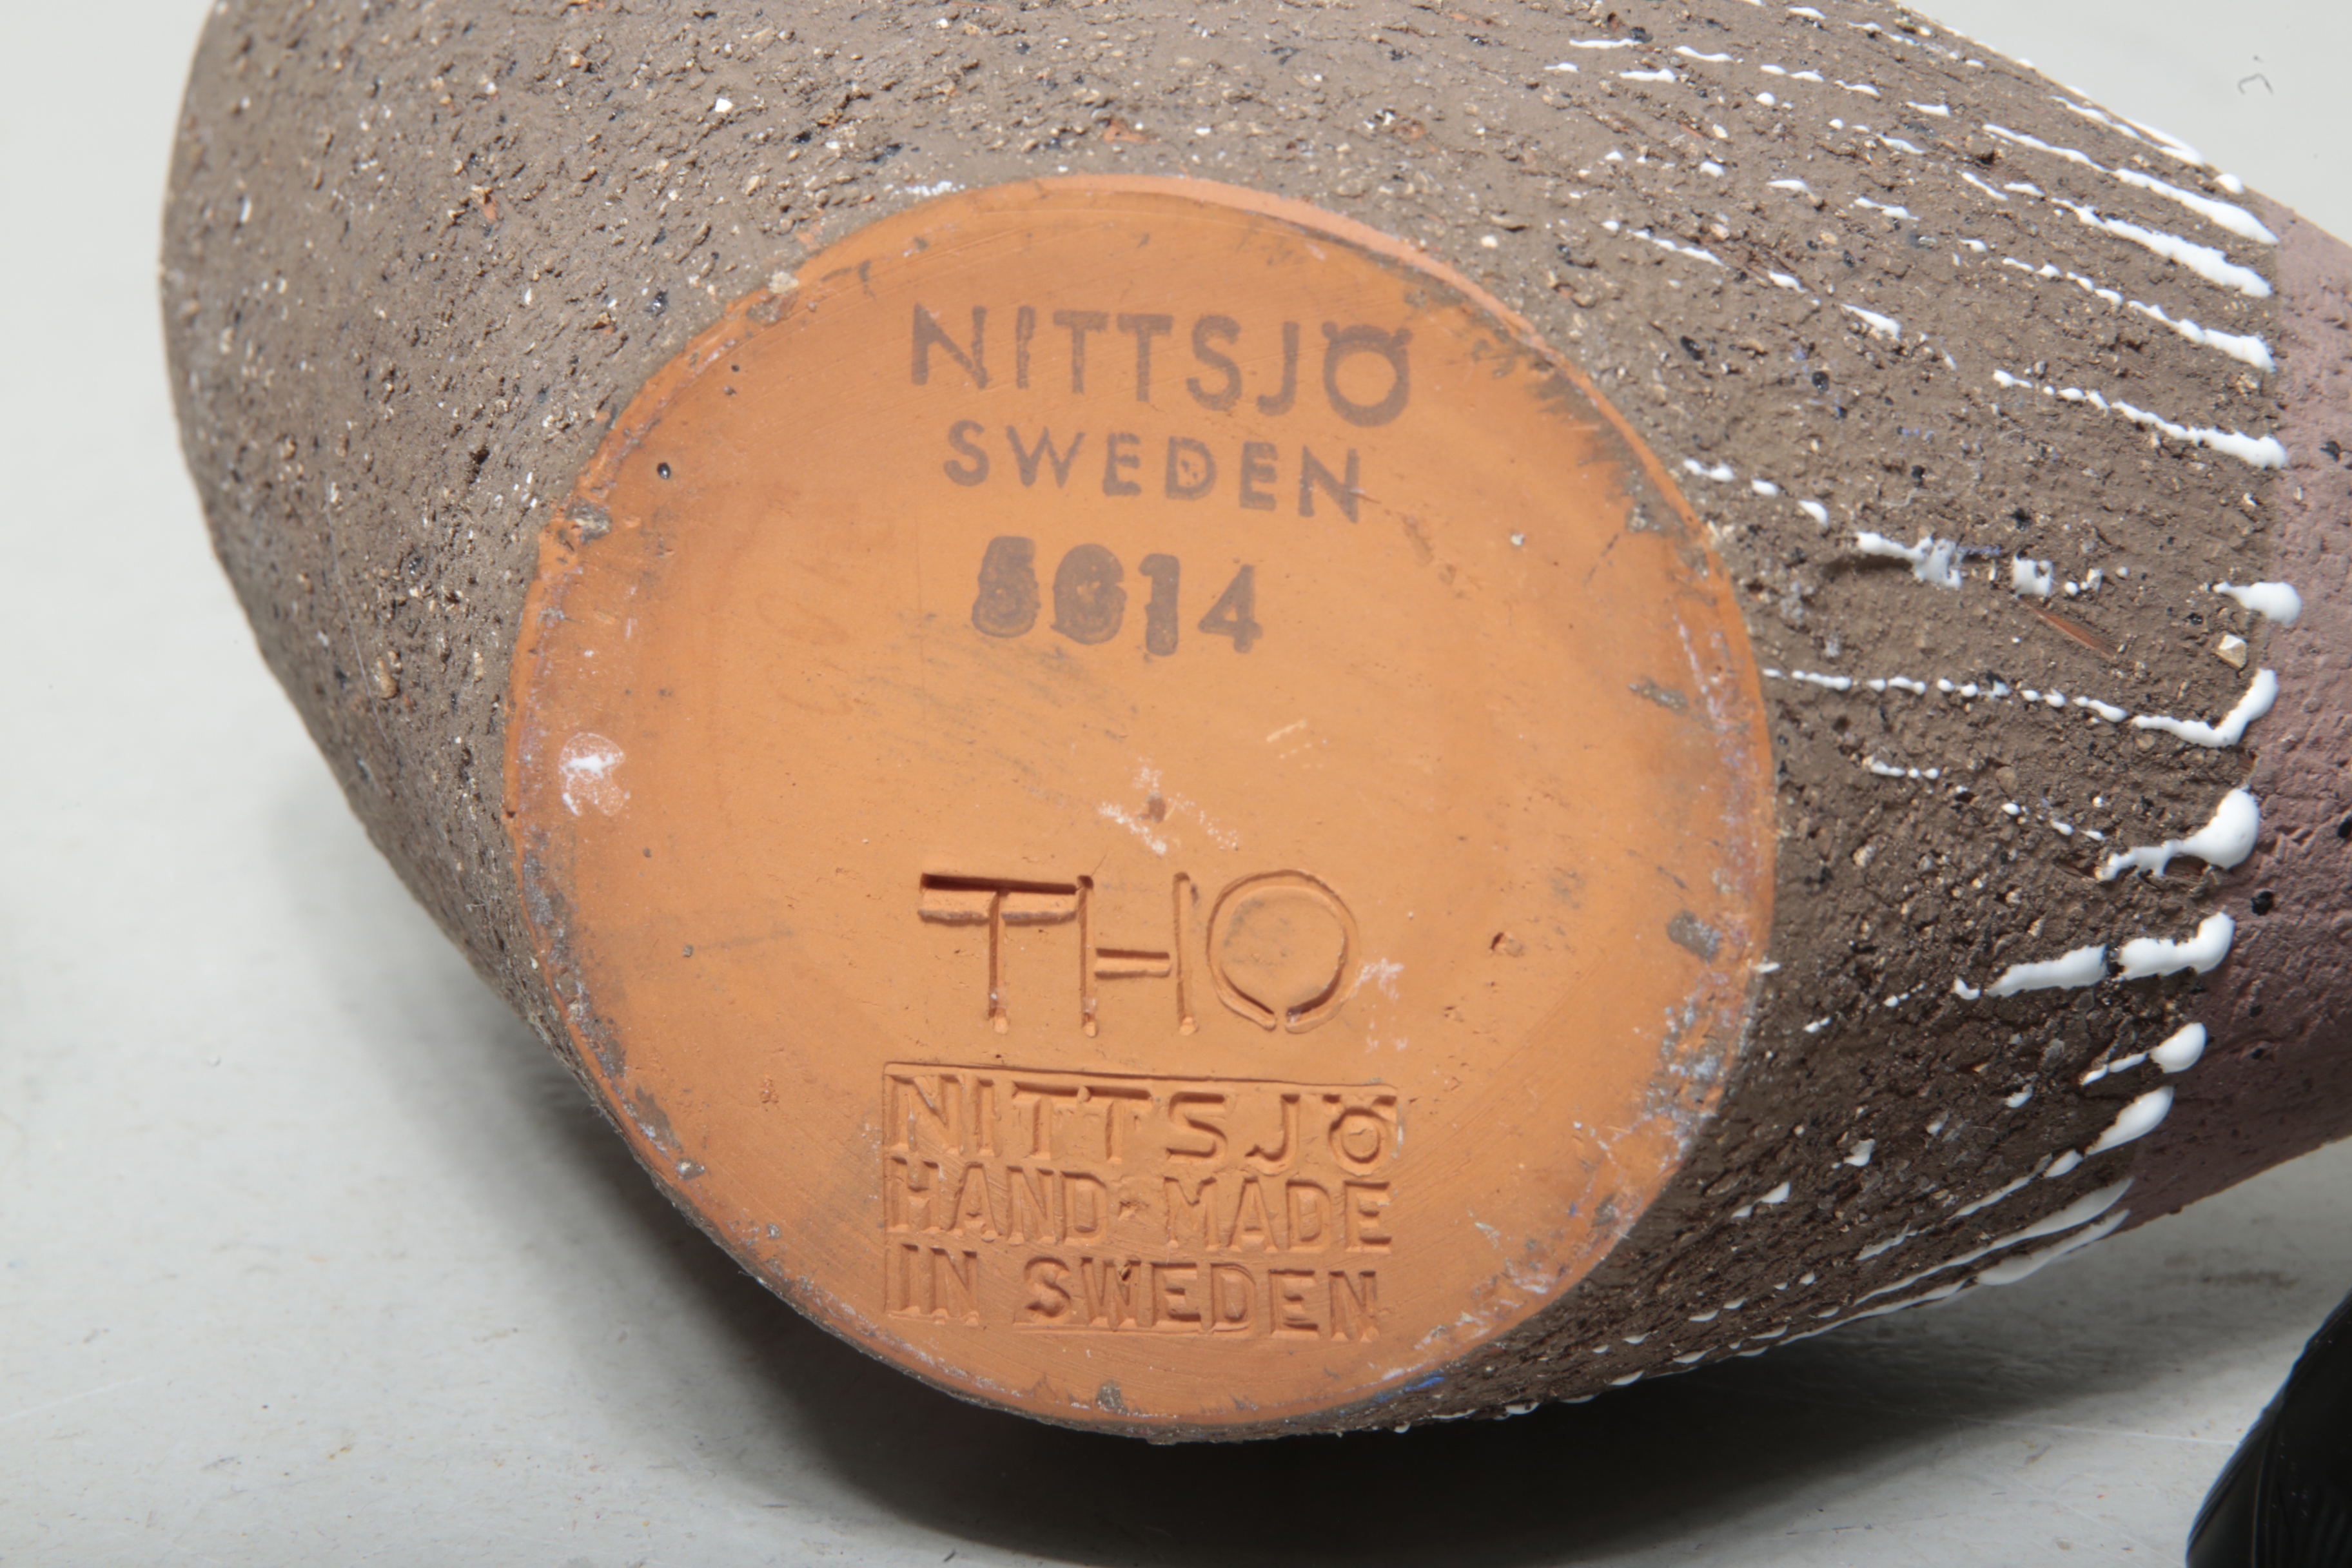 NITTSJÖ
SWEDEN
THO
NITTSJÖ
HAND-MADE
IN SWEDEN